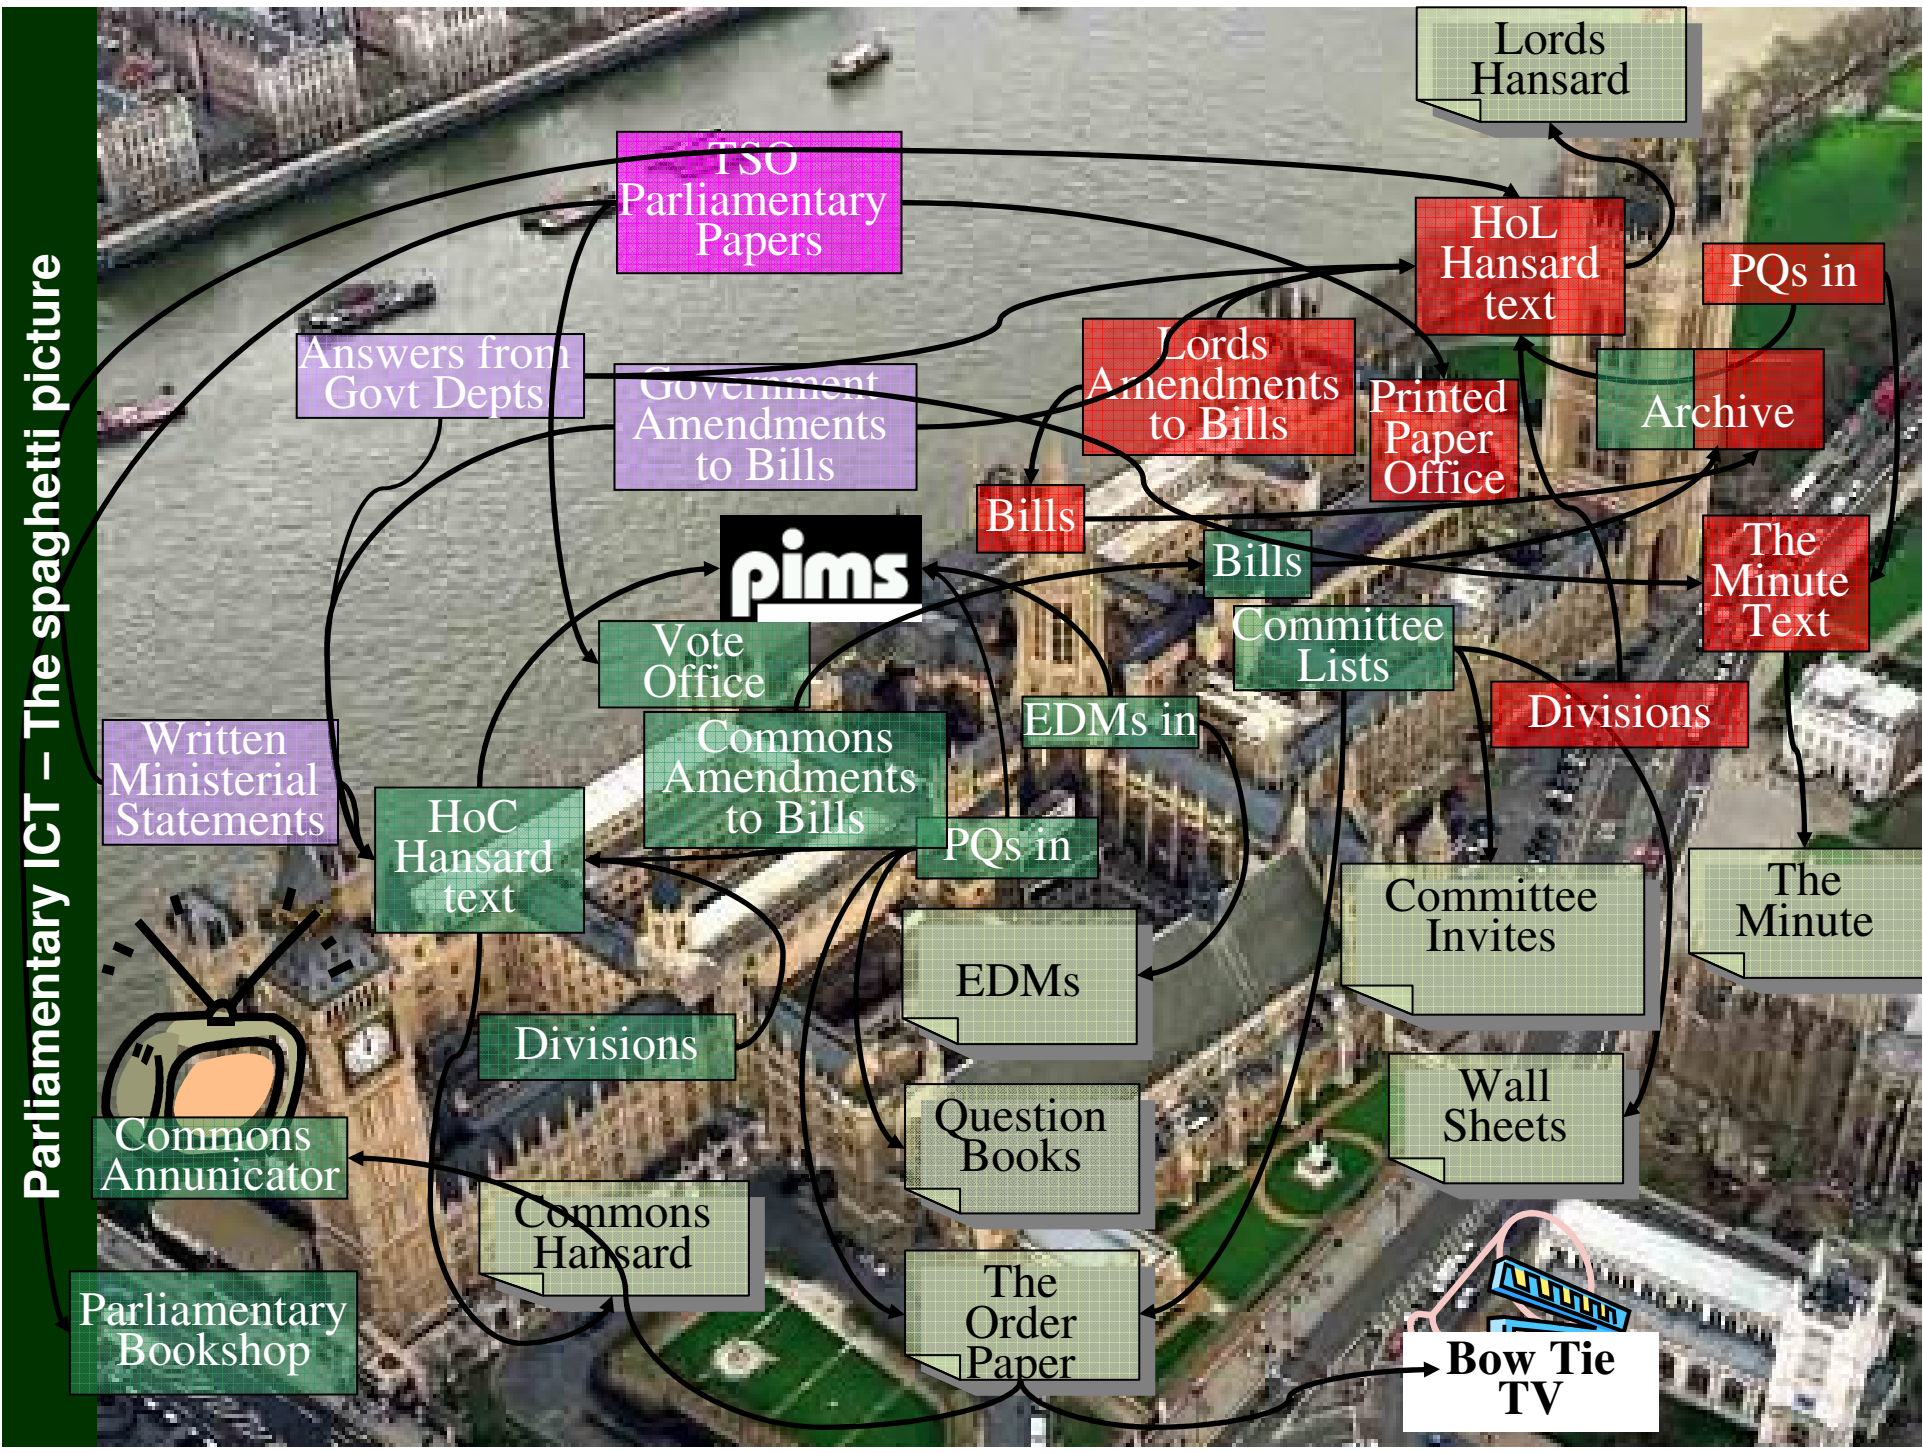 Parliamentary ICT – The spaghetti picture
Lords
Hansard
TSO
Parliamentary
Papers
HoL
Hansard
text
PQs in
Answers from
Govt Depts
Government
Amendments
to Bills
Lords
Amendments
to Bills
Printed
Paper
Office
Archive
Bills
pims
Bills
The
Minute
Text
Vote
Office
Committee
Lists
Written
Ministerial
Statements
Commons
Amendments
to Bills
EDMs in
Divisions
HoC
Hansard
text
PQs in
Committee
Invites
The
Minute
EDMs
Divisions
Question
Books
Wall
Sheets
Commons
Annunicator
Commons
Hansard
The
Order
Paper
Parliamentary
Bookshop
Bow Tie
TV